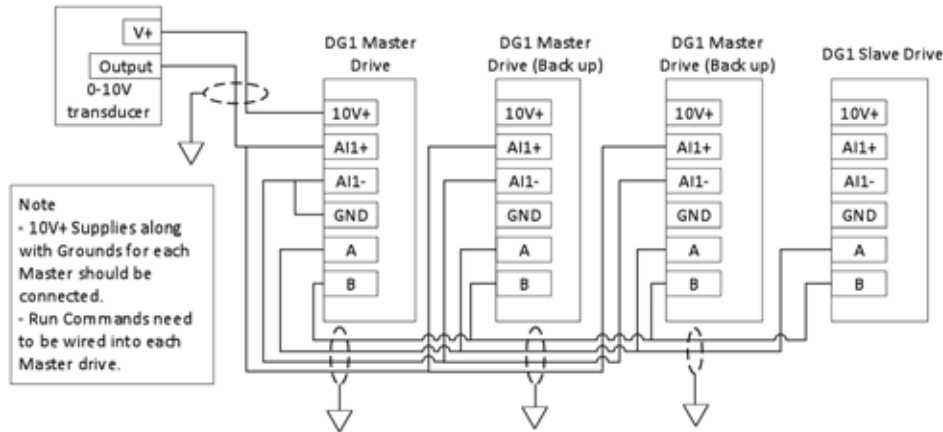 V+
Output
0-10V
transducer
DG1 Master
Drive
10V+
AI1+
AI1-
GND
A
B
DG1 Master
Drive (Back up)
10V+
AI1+
AI1-
GND
A
B
DG1 Master
Drive (Back up)
10V+
AI1+
AI1-
GND
A
B
DG1 Slave Drive
10V+
AI1+
AI1-
GND
A
B
Note
- 10V+ Supplies along
with Grounds for each
Master should be
connected.
- Run Commands need
to be wired into each
Master drive.